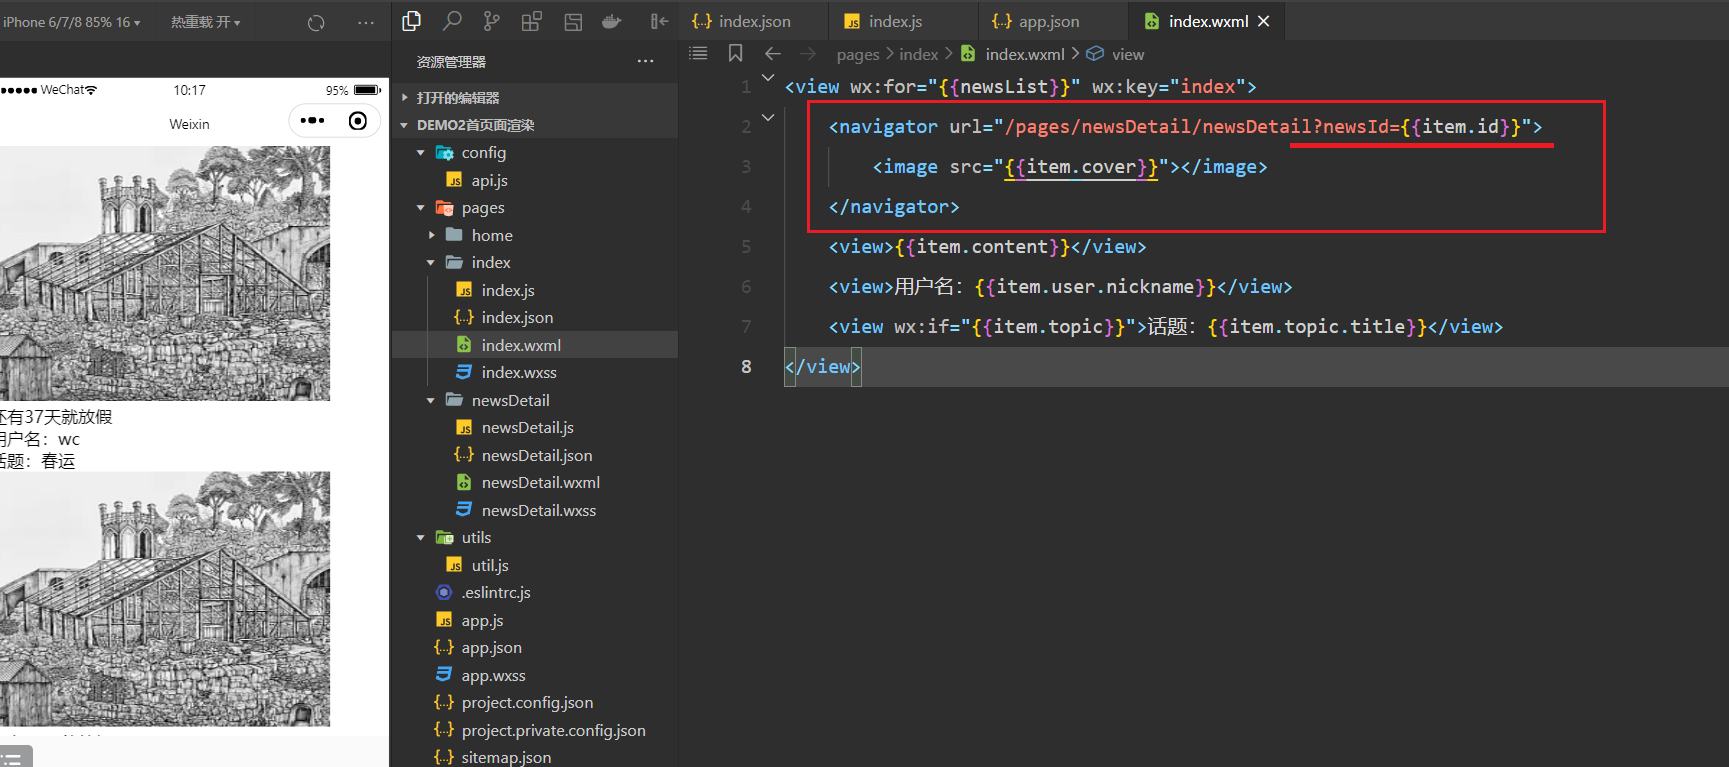 iPhone 6/7/8 85% 16
热重载 开
WeChat
10:17
95%
Weixin
还有37天就放假
用户名：wc
话题：春运
资源管理器
打开的编辑器
DEMO2首页面渲染
config
api.js
pages
home
index
index.js
index.json
index.wxml
index.wxss
newsDetail
newsDetail.js
newsDetail.json
newsDetail.wxml
newsDetail.wxss
utils
util.js
.eslintrc.js
app.js
app.json
app.wxss
project.config.json
project.private.config.json
sitemap.json
index.json
index.js
app.json
index.wxml
pages > index > index.wxml > view
1 <view wx:for="{{newsList}}" wx:key="index">
2 <navigator url="/pages/newsDetail/newsDetail?newsId={{item.id}}">
3 <image src="{{item.cover}}"></image>
4 </navigator>
5 <view>{{item.content}}</view>
6 <view>用户名：{{item.user.nickname}}</view>
7 <view wx:if="{{item.topic}}">话题：{{item.topic.title}}</view>
8 </view>